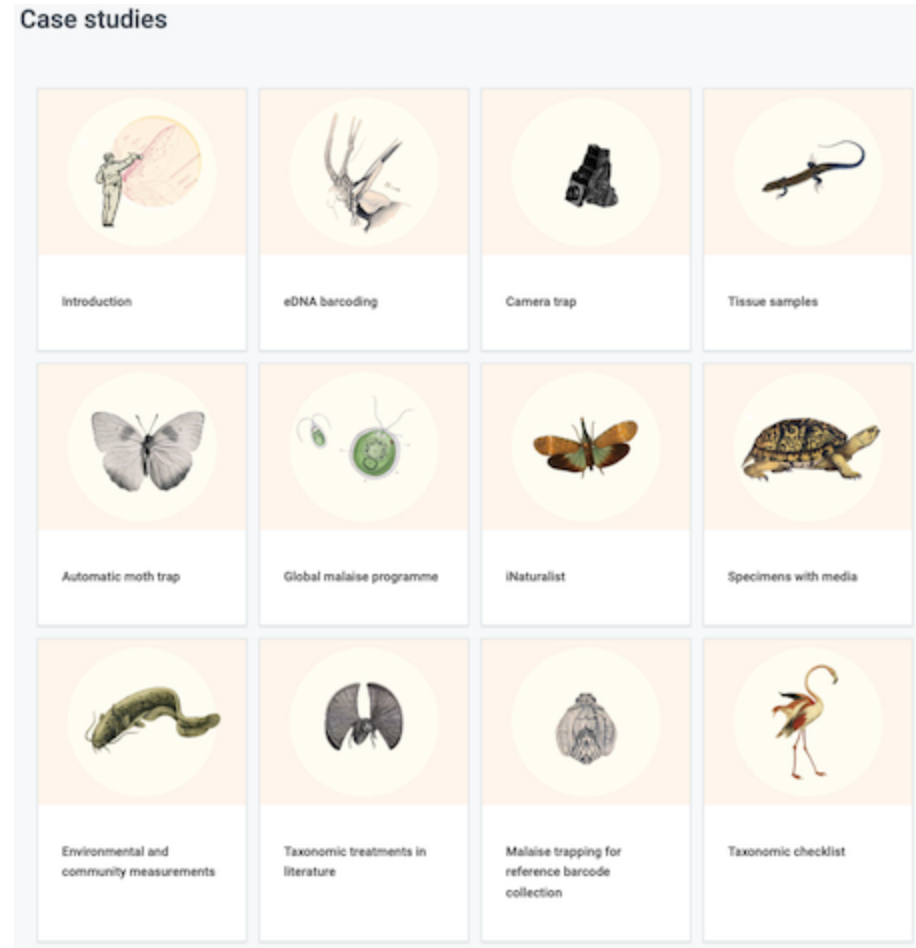 Case studies
Introduction
eDNA barcoding
Camera trap
Tissue samples
Automatic moth trap
Global malaise programme
iNaturalist
Specimens with media
Environmental and
community measurements
Taxonomic treatments in
literature
Malaise trapping for
reference barcode
collection
Taxonomic checklist